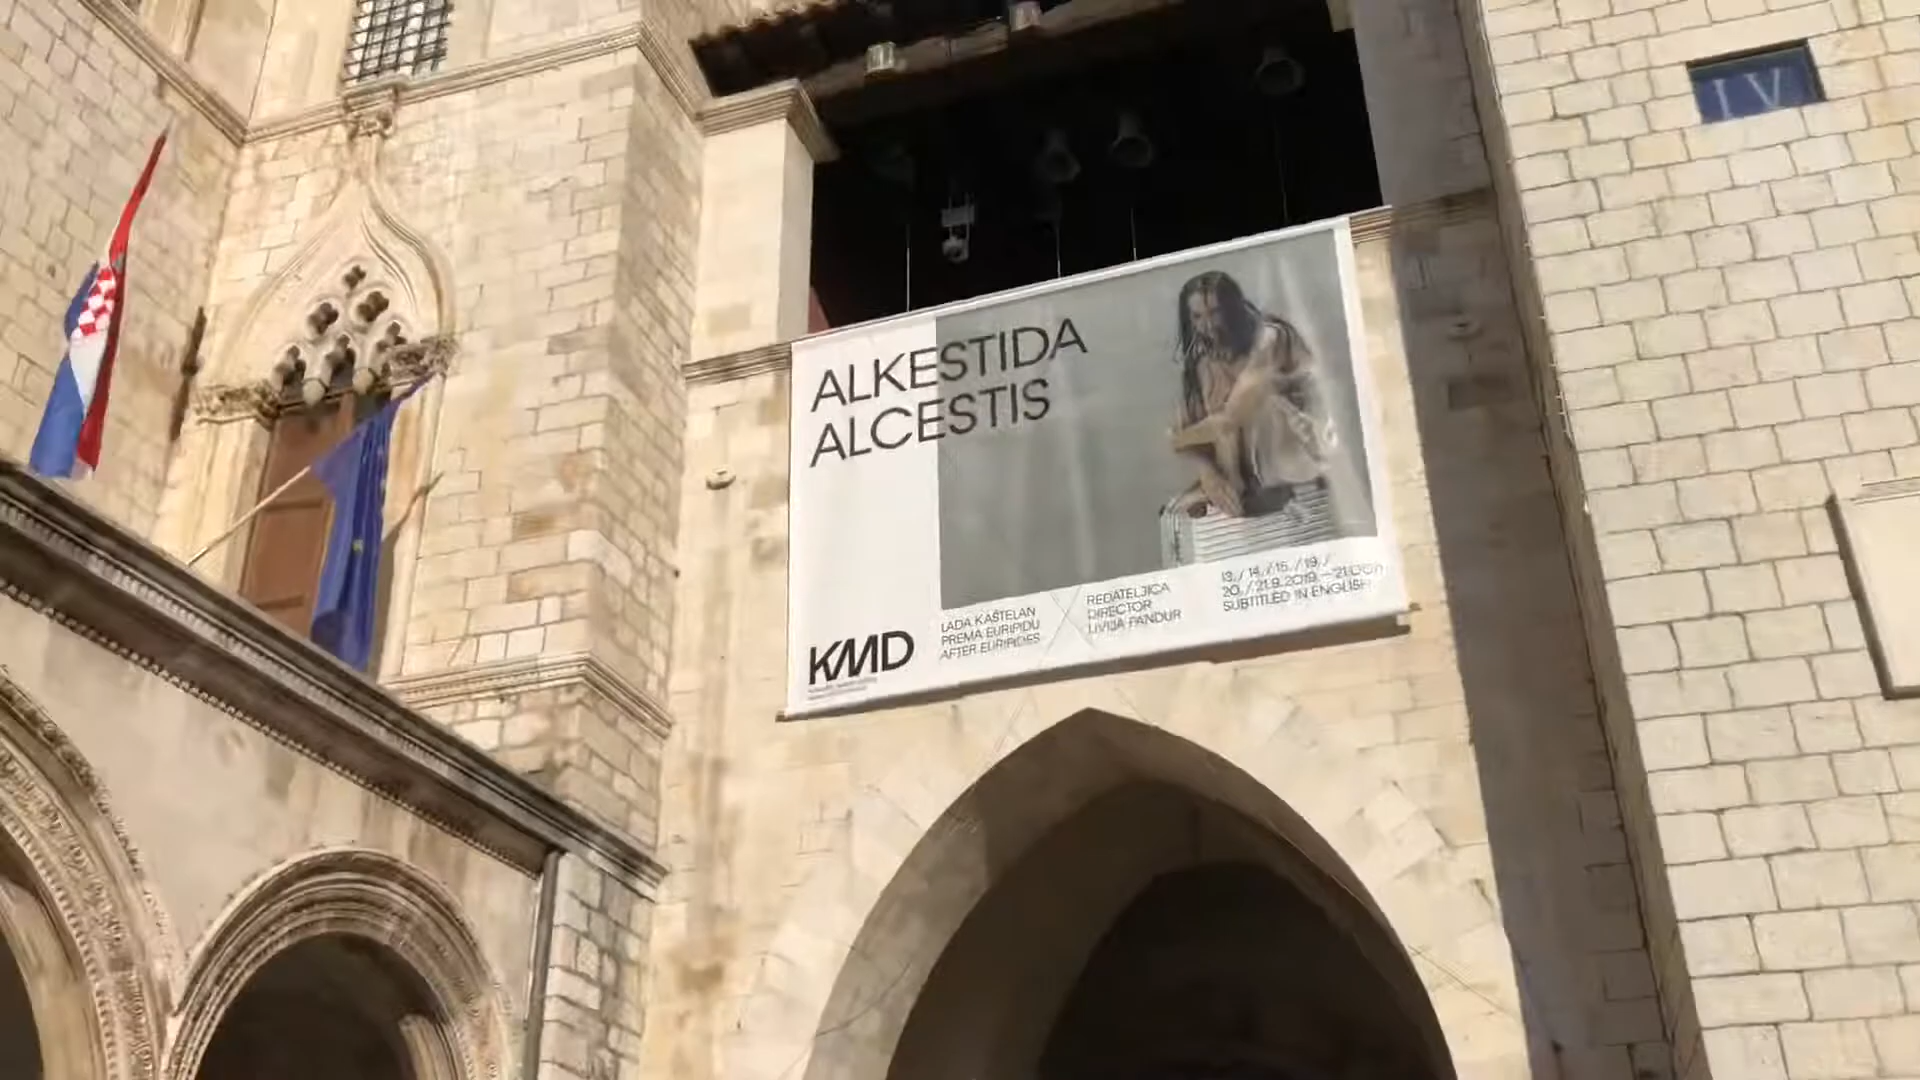 IV
ALKESTIDA
ALCESTIS
KMD
LADA KAŠTELAN
PREMA EURIPIDU
AFTER EURIPIDES
REDATELJICA
DIRECTOR
LIVIJA PANDUR
13. / 14. / 15. / 19. /
20. / 21.9.2019. – 21:00H
SUBTITLED IN ENGLISH